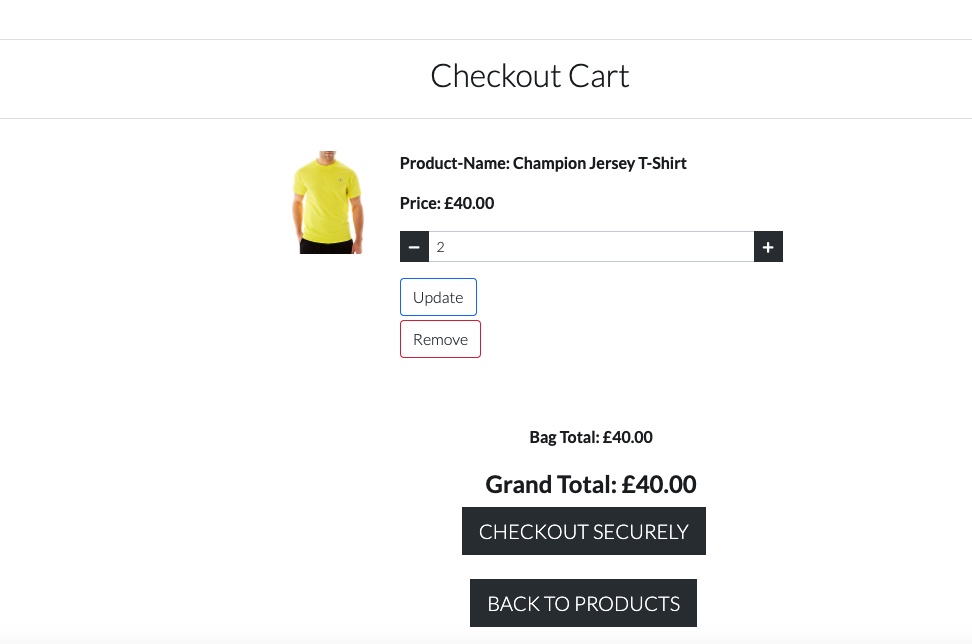 Checkout Cart
Product-Name: Champion Jersey T-Shirt
Price: £40.00
− 2 +
Update
Remove
Bag Total: £40.00
Grand Total: £40.00
CHECKOUT SECURELY
BACK TO PRODUCTS